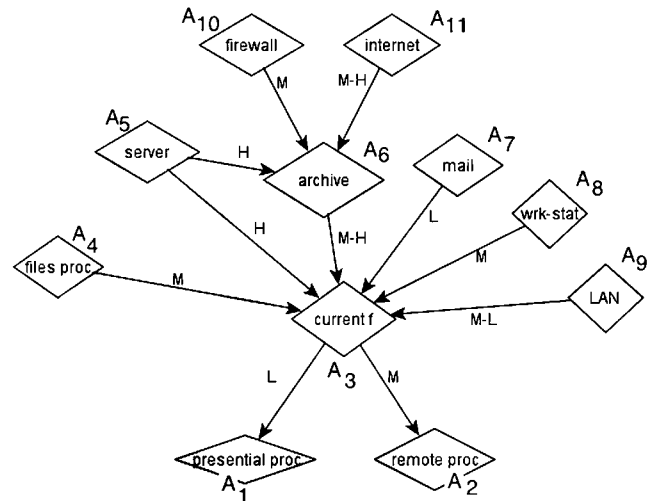 A10
A11
firewall
internet
M
M-H
A5
A6
A7
server
H
archive
mail
A8
wrk-stat
H
M-H
L
A4
files proc
M
M
A9
LAN
current f
M-L
A3
L
M
presential proc
remote proc
A1
A2